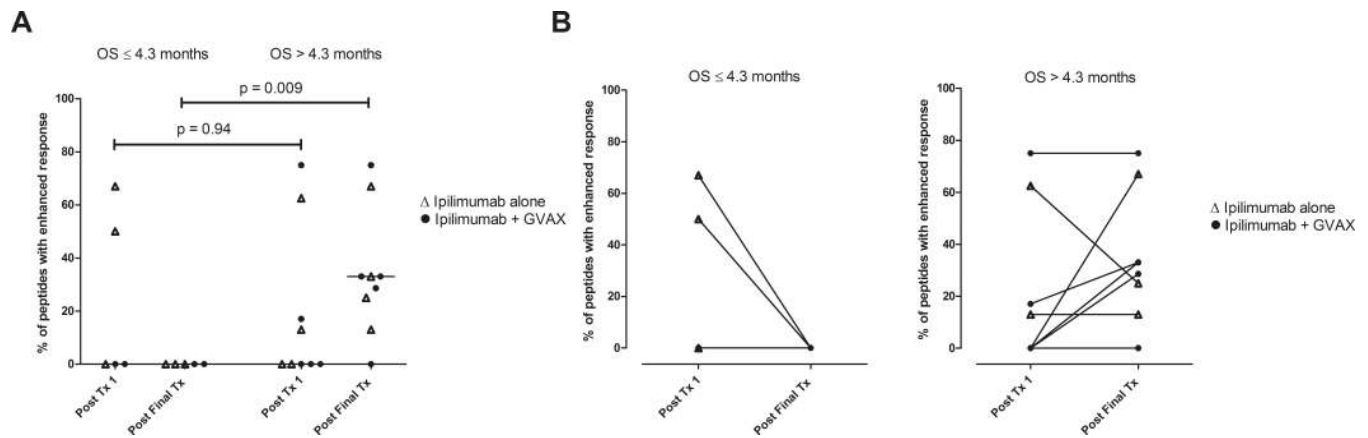 A
OS ≤ 4.3 months
OS > 4.3 months
p = 0.009
p = 0.94
% of peptides with enhanced response
100
80
60
40
20
0
Post Tx 1
Post Final Tx
Post Tx 1
Post Final Tx
Δ Ipilimumab alone
● Ipilimumab + GVAX
B
OS ≤ 4.3 months
% of peptides with enhanced response
100
80
60
40
20
0
Post Tx 1
Post Final Tx
OS > 4.3 months
% of peptides with enhanced response
100
80
60
40
20
0
Post Tx 1
Post Final Tx
Δ Ipilimumab alone
● Ipilimumab + GVAX